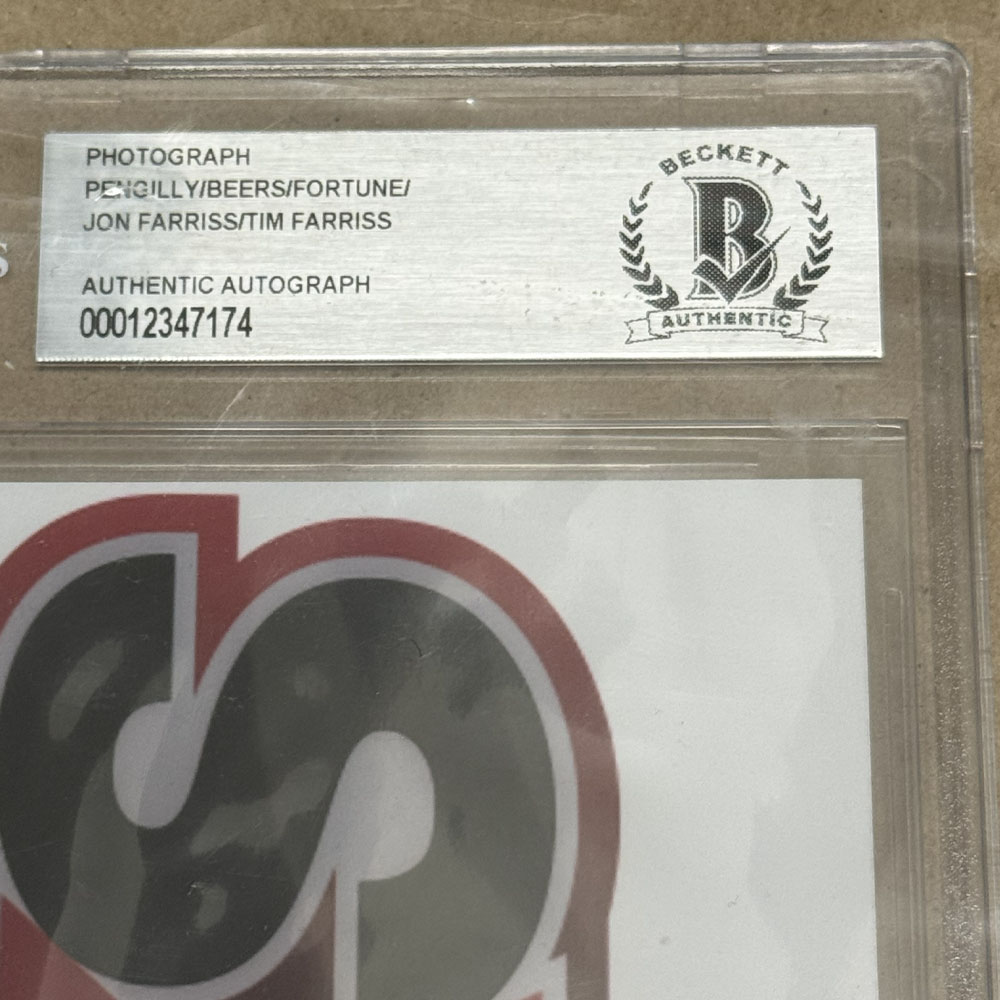 PHOTOGRAPH
PENGILLY/BEERS/FORTUNE/
JON FARRISS/TIM FARRISS
AUTHENTIC AUTOGRAPH
00012347174
BECKETT
B
AUTHENTIC
S
S